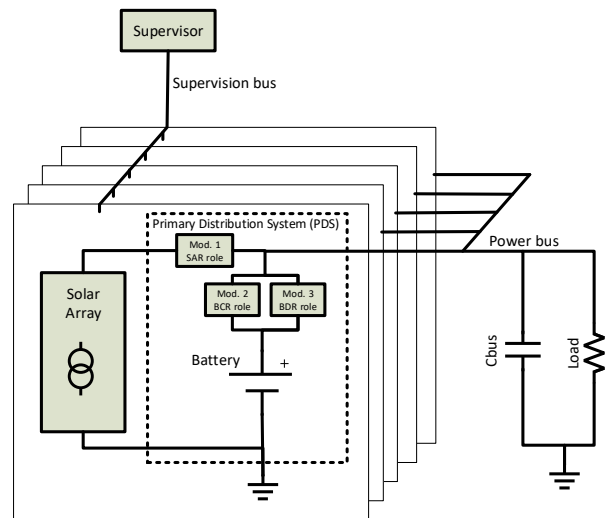 Supervisor
Supervision bus
Primary Distribution System (PDS)
Mod. 1
SAR role
Power bus
Mod. 2
BCR role
Mod. 3
BDR role
Solar
Array
Battery
+
Cbus
Load